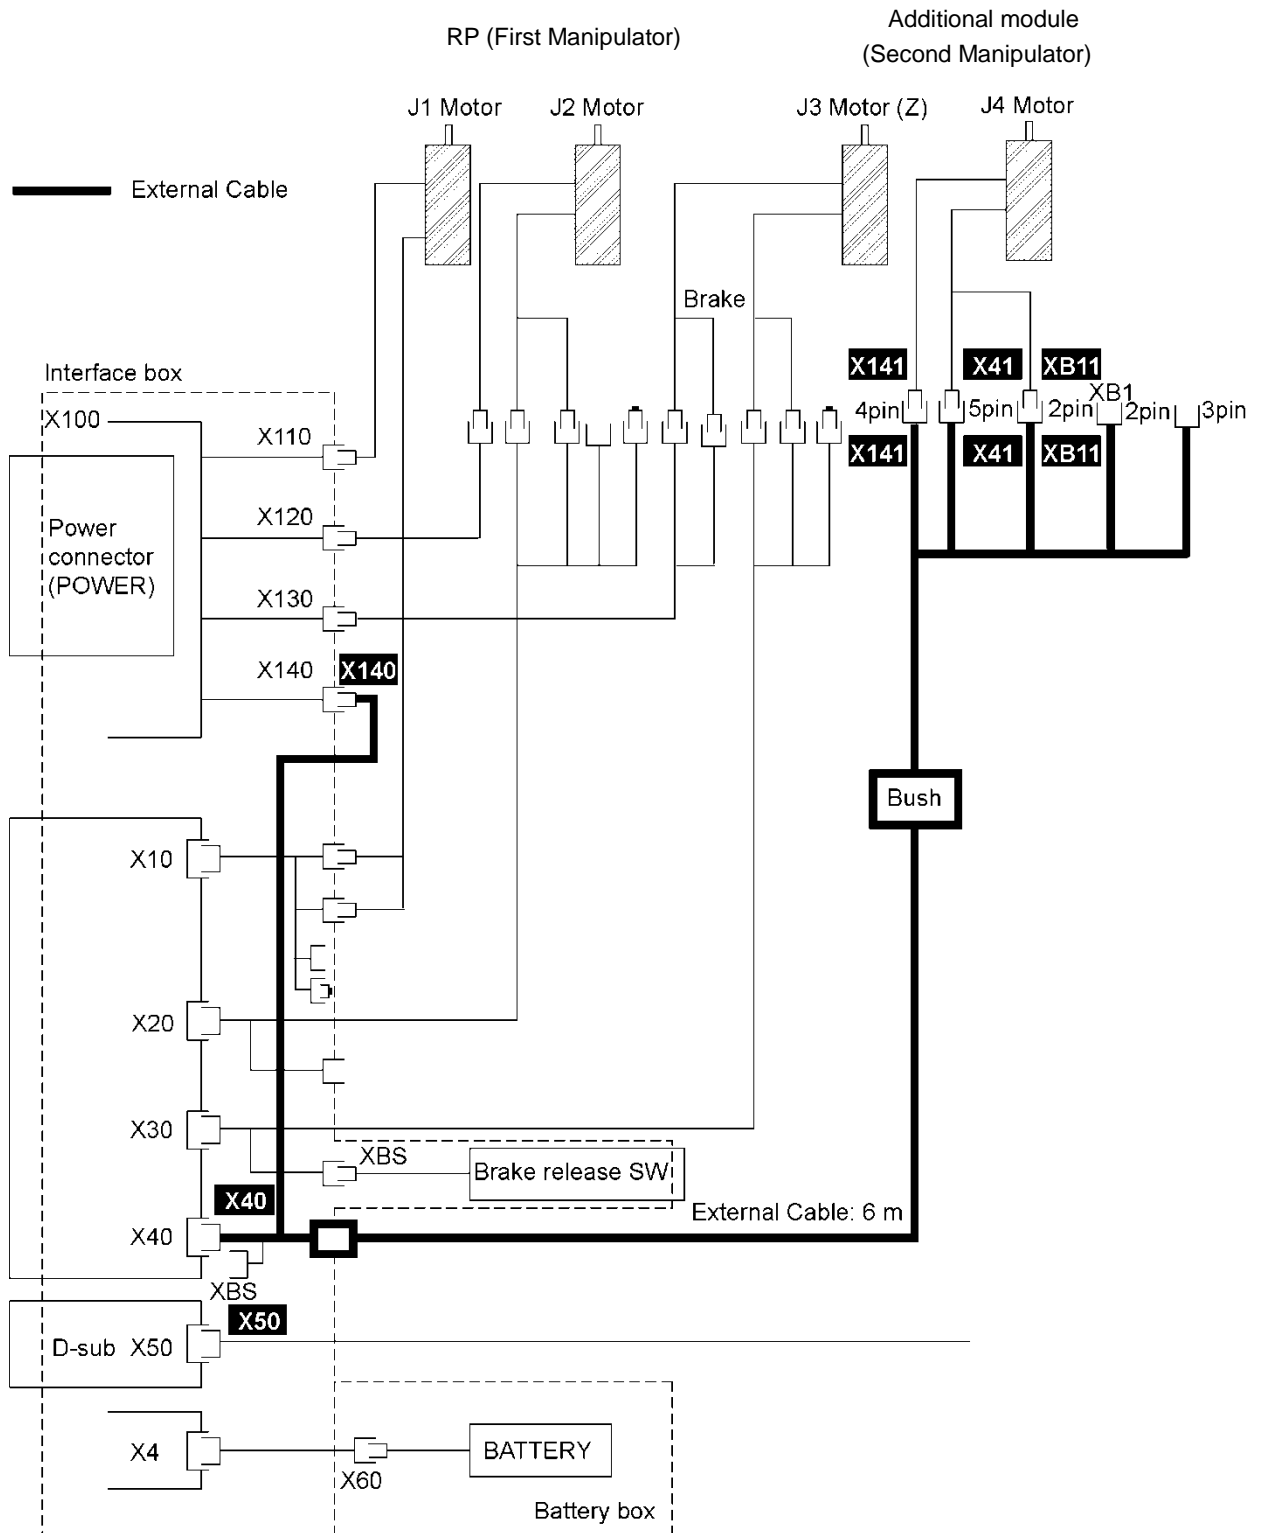 RP (First Manipulator)
Additional module
(Second Manipulator)
J1 Motor
J2 Motor
J3 Motor (Z)
J4 Motor
External Cable
Brake
Interface box
X141
X41
XB11
XB1
4pin
5pin
2pin
2pin
3pin
X141
X41
XB11
X100
X110
Power
connector
(POWER)
X120
X130
X140
X140
Bush
X10
X20
X30
XBS
Brake release SW
X40
External Cable: 6 m
X40
XBS
X50
D-sub X50
X4
BATTERY
X60
Battery box